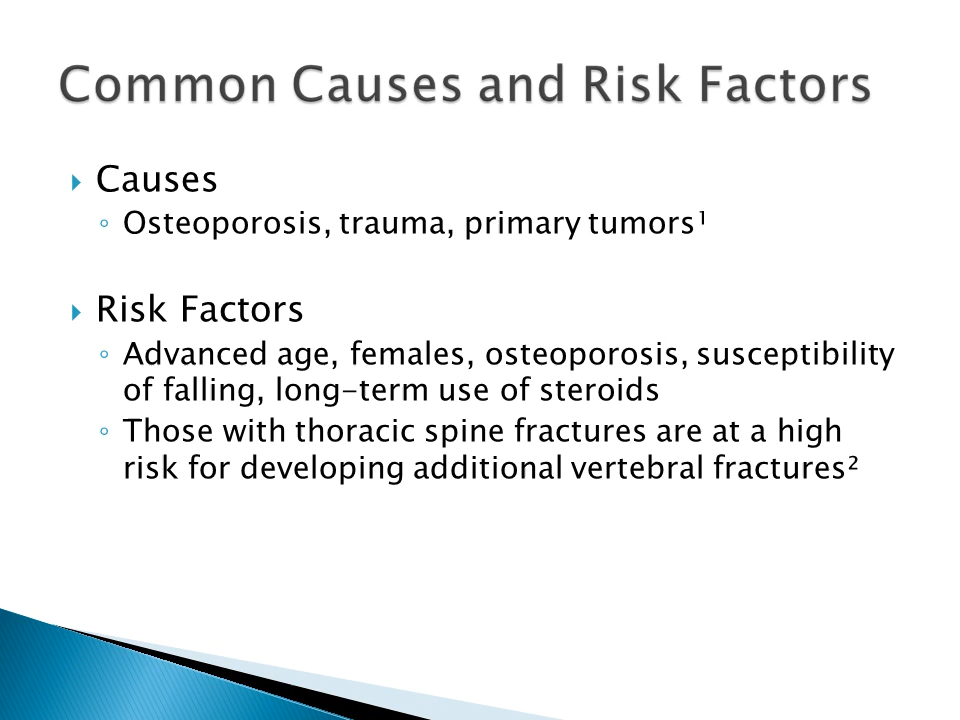 Common Causes and Risk Factors
Causes
Osteoporosis, trauma, primary tumors¹
Risk Factors
Advanced age, females, osteoporosis, susceptibility
of falling, long-term use of steroids
Those with thoracic spine fractures are at a high
risk for developing additional vertebral fractures²